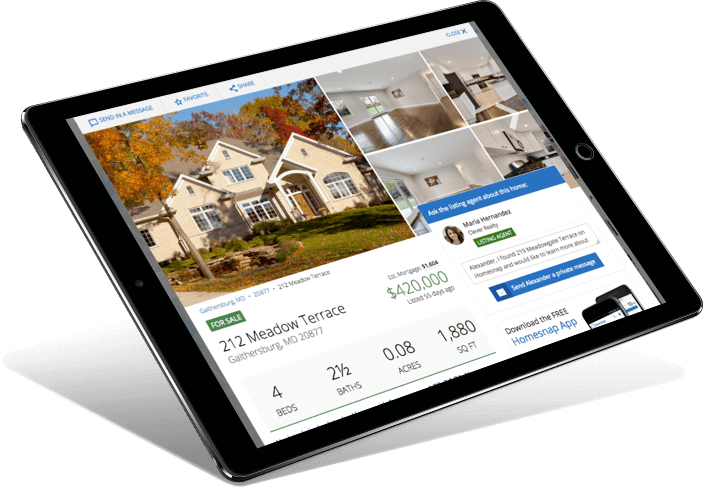 CLOSE X
SEND IN A MESSAGE
FAVORITE
SHARE
Ask the listing agent about this home:
Maria Hernandez
Clever Realty
LISTING AGENT
Alexander, I found 219 Meadowgate Terrace on
Homesnap and would like to learn more about
Send Alexander a private message
Download the FREE
Homesnap App
Gaithersburg, MD • 20877 • 212 Meadow Terrace
FOR SALE
212 Meadow Terrace
Gaithersburg, MD 20877
Est. Mortgage: $1,604
$420,000
Listed 55 days ago
4
BEDS
2½
BATHS
0.08
ACRES
1,880
SQ FT